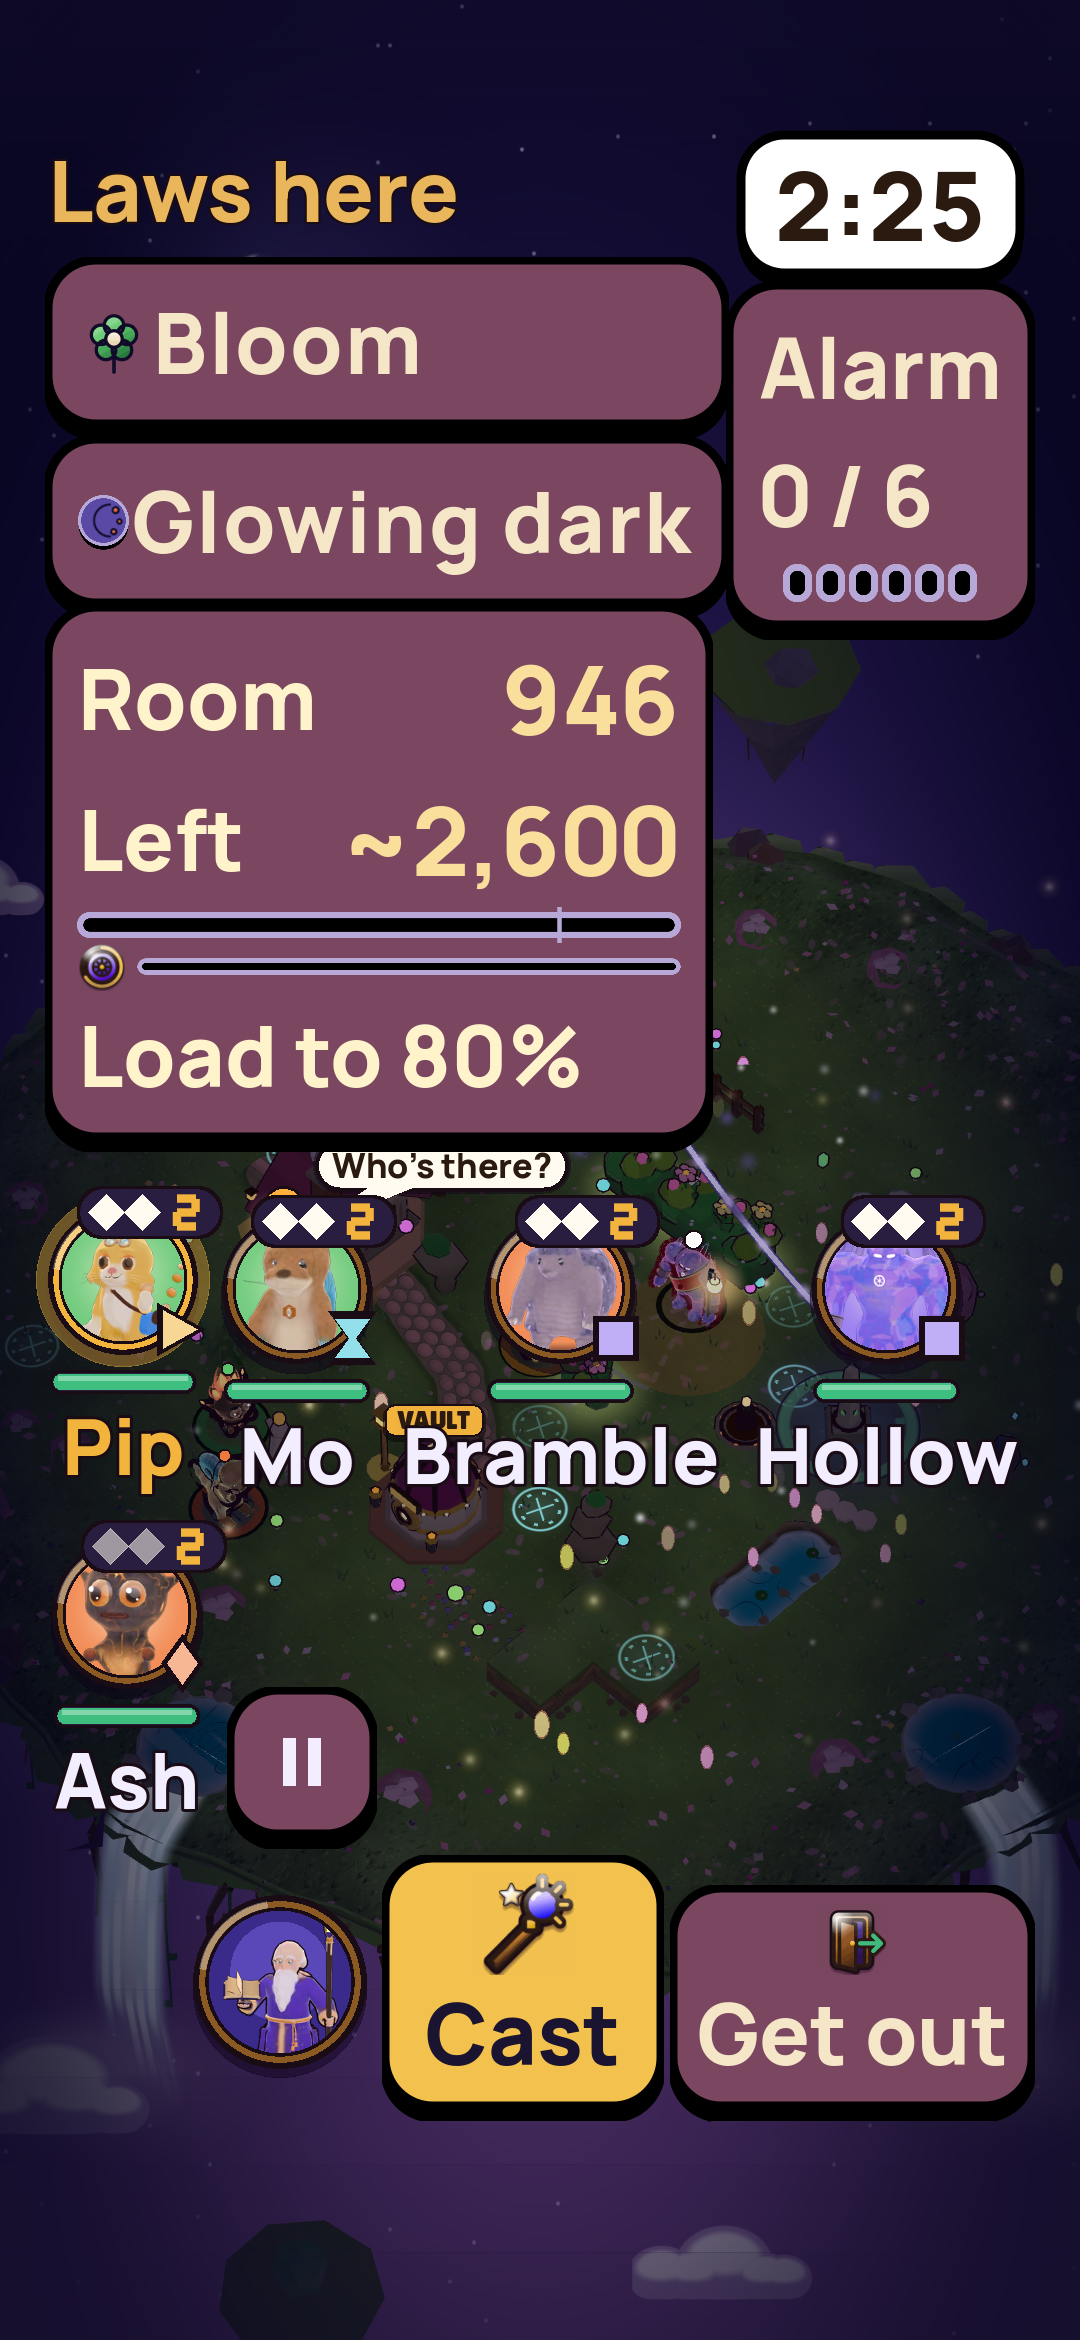 Laws here
2:25
Bloom
Alarm
0 / 6
Glowing dark
Room 946
Left ~2,600
Load to 80%
Who's there?
2 2 2 2
VAULT
Pip Mo Bramble Hollow
2
Ash
Cast
Get out